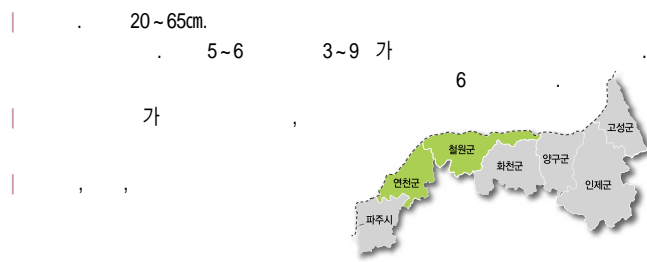 | . 20~65㎝.
. 5~6 3~9 가 .
6 .
| 가 ,
| , ,
고성군
철원군
양구군
화천군
연천군
인제군
파주시